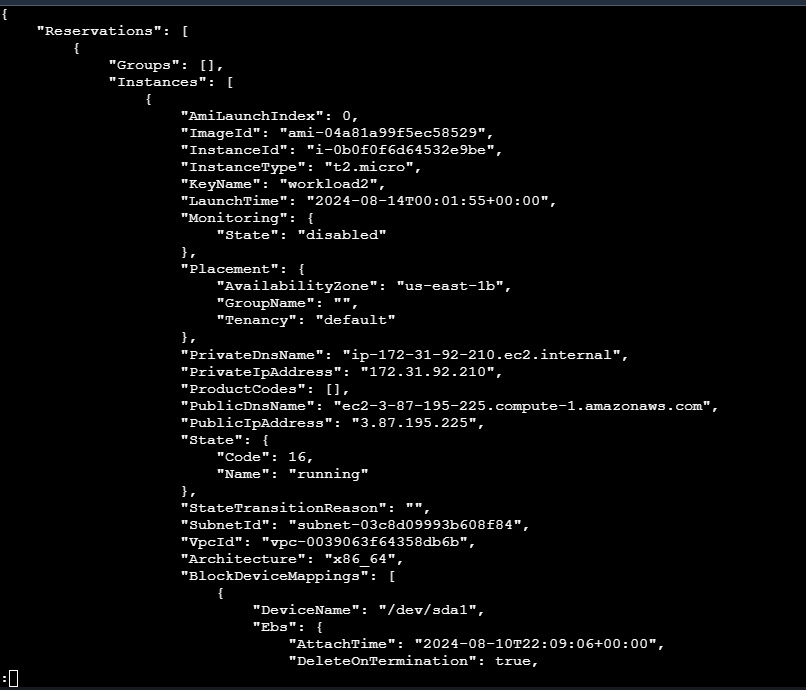 {
    "Reservations": [
        {
            "Groups": [],
            "Instances": [
                {
                    "AmiLaunchIndex": 0,
                    "ImageId": "ami-04a81a99f5ec58529",
                    "InstanceId": "i-0b0f0f6d64532e9be",
                    "InstanceType": "t2.micro",
                    "KeyName": "workload2",
                    "LaunchTime": "2024-08-14T00:01:55+00:00",
                    "Monitoring": {
                        "State": "disabled"
                    },
                    "Placement": {
                        "AvailabilityZone": "us-east-1b",
                        "GroupName": "",
                        "Tenancy": "default"
                    },
                    "PrivateDnsName": "ip-172-31-92-210.ec2.internal",
                    "PrivateIpAddress": "172.31.92.210",
                    "ProductCodes": [],
                    "PublicDnsName": "ec2-3-87-195-225.compute-1.amazonaws.com",
                    "PublicIpAddress": "3.87.195.225",
                    "State": {
                        "Code": 16,
                        "Name": "running"
                    },
                    "StateTransitionReason": "",
                    "SubnetId": "subnet-03c8d09993b608f84",
                    "VpcId": "vpc-0039063f64358db6b",
                    "Architecture": "x86_64",
                    "BlockDeviceMappings": [
                        {
                            "DeviceName": "/dev/sda1",
                            "Ebs": {
                                "AttachTime": "2024-08-10T22:09:06+00:00",
                                "DeleteOnTermination": true,
: